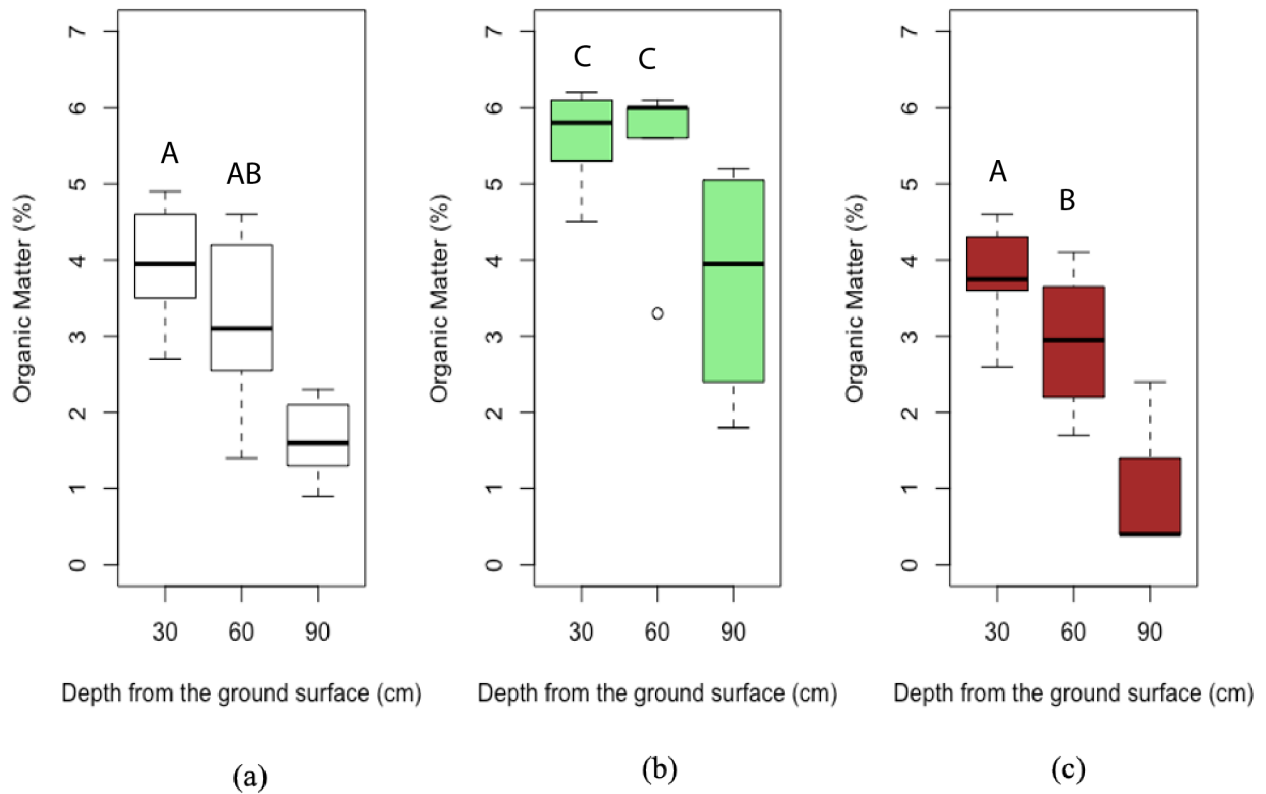 Organic Matter (%)
7
6
5
4
3
2
1
0
A
AB
30 60 90
Depth from the ground surface (cm)
(a)
Organic Matter (%)
7
6
5
4
3
2
1
0
C C
30 60 90
Depth from the ground surface (cm)
(b)
Organic Matter (%)
7
6
5
4
3
2
1
0
A
B
30 60 90
Depth from the ground surface (cm)
(c)